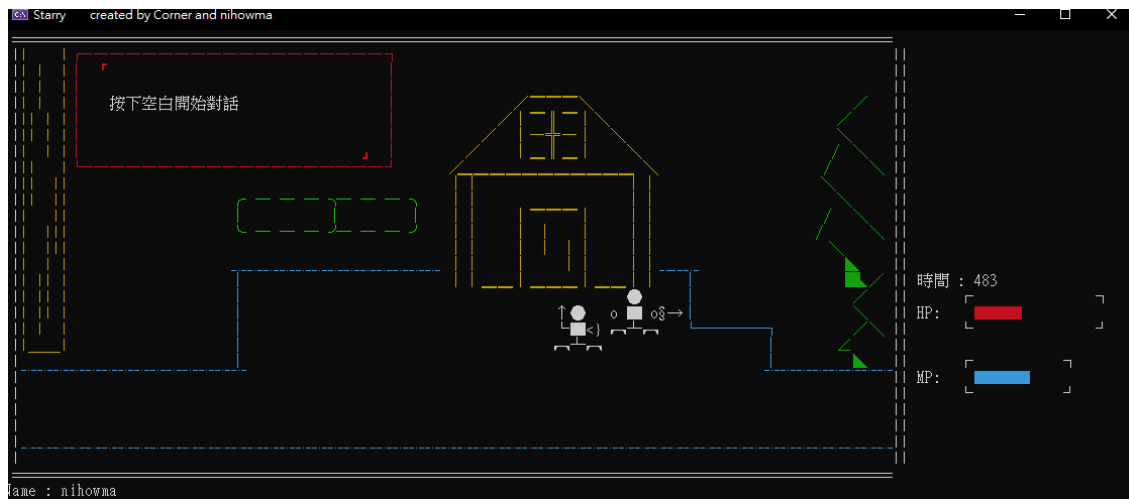 Starry created by Corner and nihowma
按下空白開始對話
時間 : 483
HP:
MP:
Name : nihowma